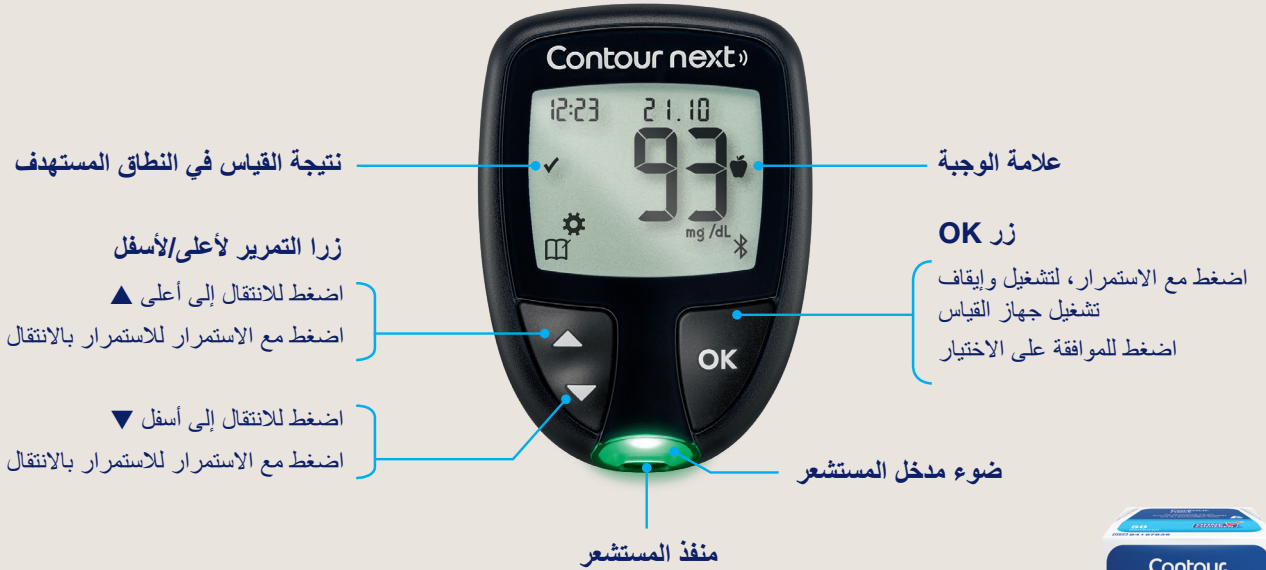 Contour next
12:23 21.10
93
mg/dL
علامة الوجبة
نتيجة القياس في النطاق المستهدف
زر OK
اضغط مع الاستمرار، لتشغيل وإيقاف
تشغيل جهاز القياس
اضغط للموافقة على الاختيار
زرا التمرير لأعلى/لأسفل
اضغط للانتقال إلى أعلى ▲
اضغط مع الاستمرار للاستمرار بالانتقال
اضغط للانتقال إلى أسفل ▼
اضغط مع الاستمرار للاستمرار بالانتقال
OK
ضوء مدخل المستشعر
منفذ المستشعر
50
Contour